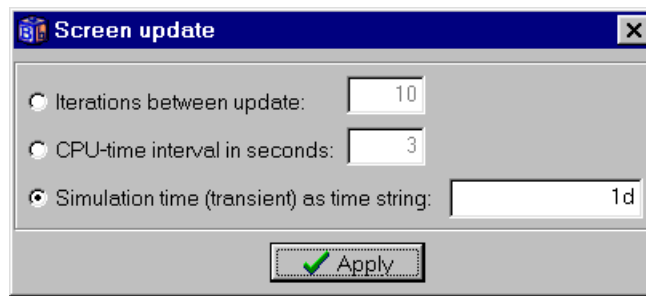 Screen update
Iterations between update: 10
CPU-time interval in seconds: 3
Simulation time (transient) as time string: 1d
Apply